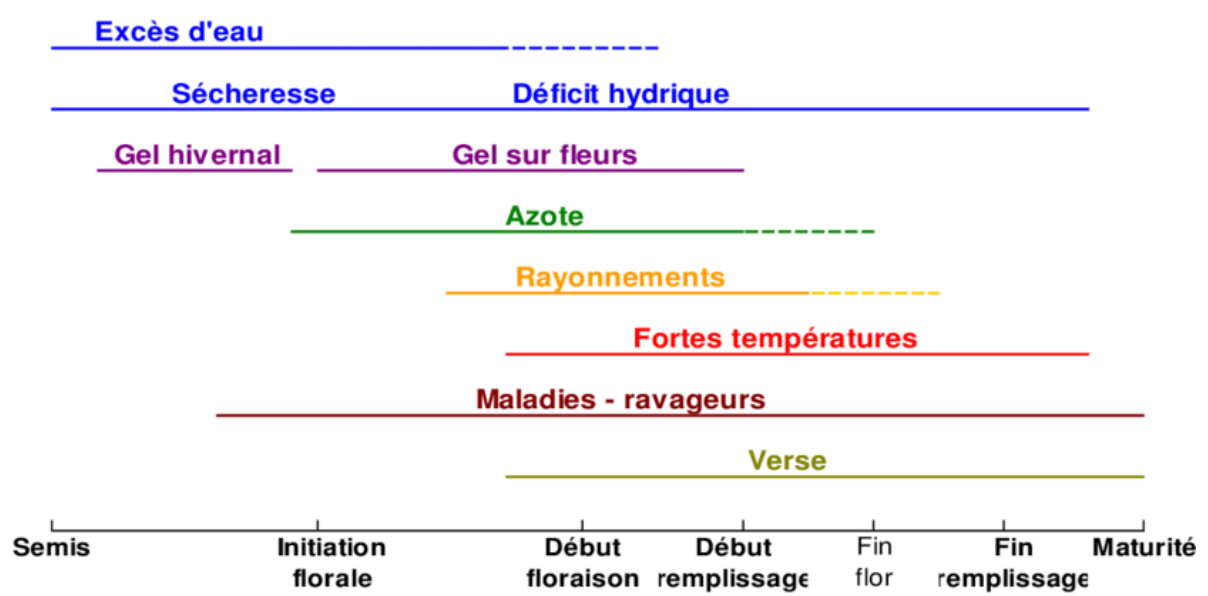 Excès d'eau
Sécheresse Déficit hydrique
Gel hivernal Gel sur fleurs
Azote
Rayonnements
Fortes températures
Maladies - ravageurs
Verse
Semis Initiation Début Début Fin Fin Maturité
florale floraison remplissage flor remplissage